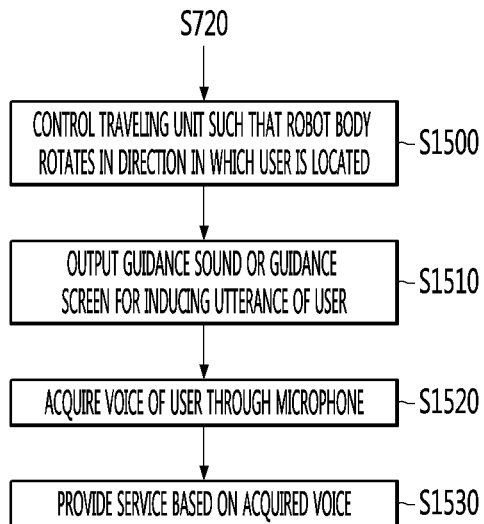 S720
CONTROL TRAVELING UNIT SUCH THAT ROBOT BODY
ROTATES IN DIRECTION IN WHICH USER IS LOCATED
S1500
OUTPUT GUIDANCE SOUND OR GUIDANCE
SCREEN FOR INDUCING UTTERANCE OF USER
S1510
ACQUIRE VOICE OF USER THROUGH MICROPHONE
S1520
PROVIDE SERVICE BASED ON ACQUIRED VOICE
S1530